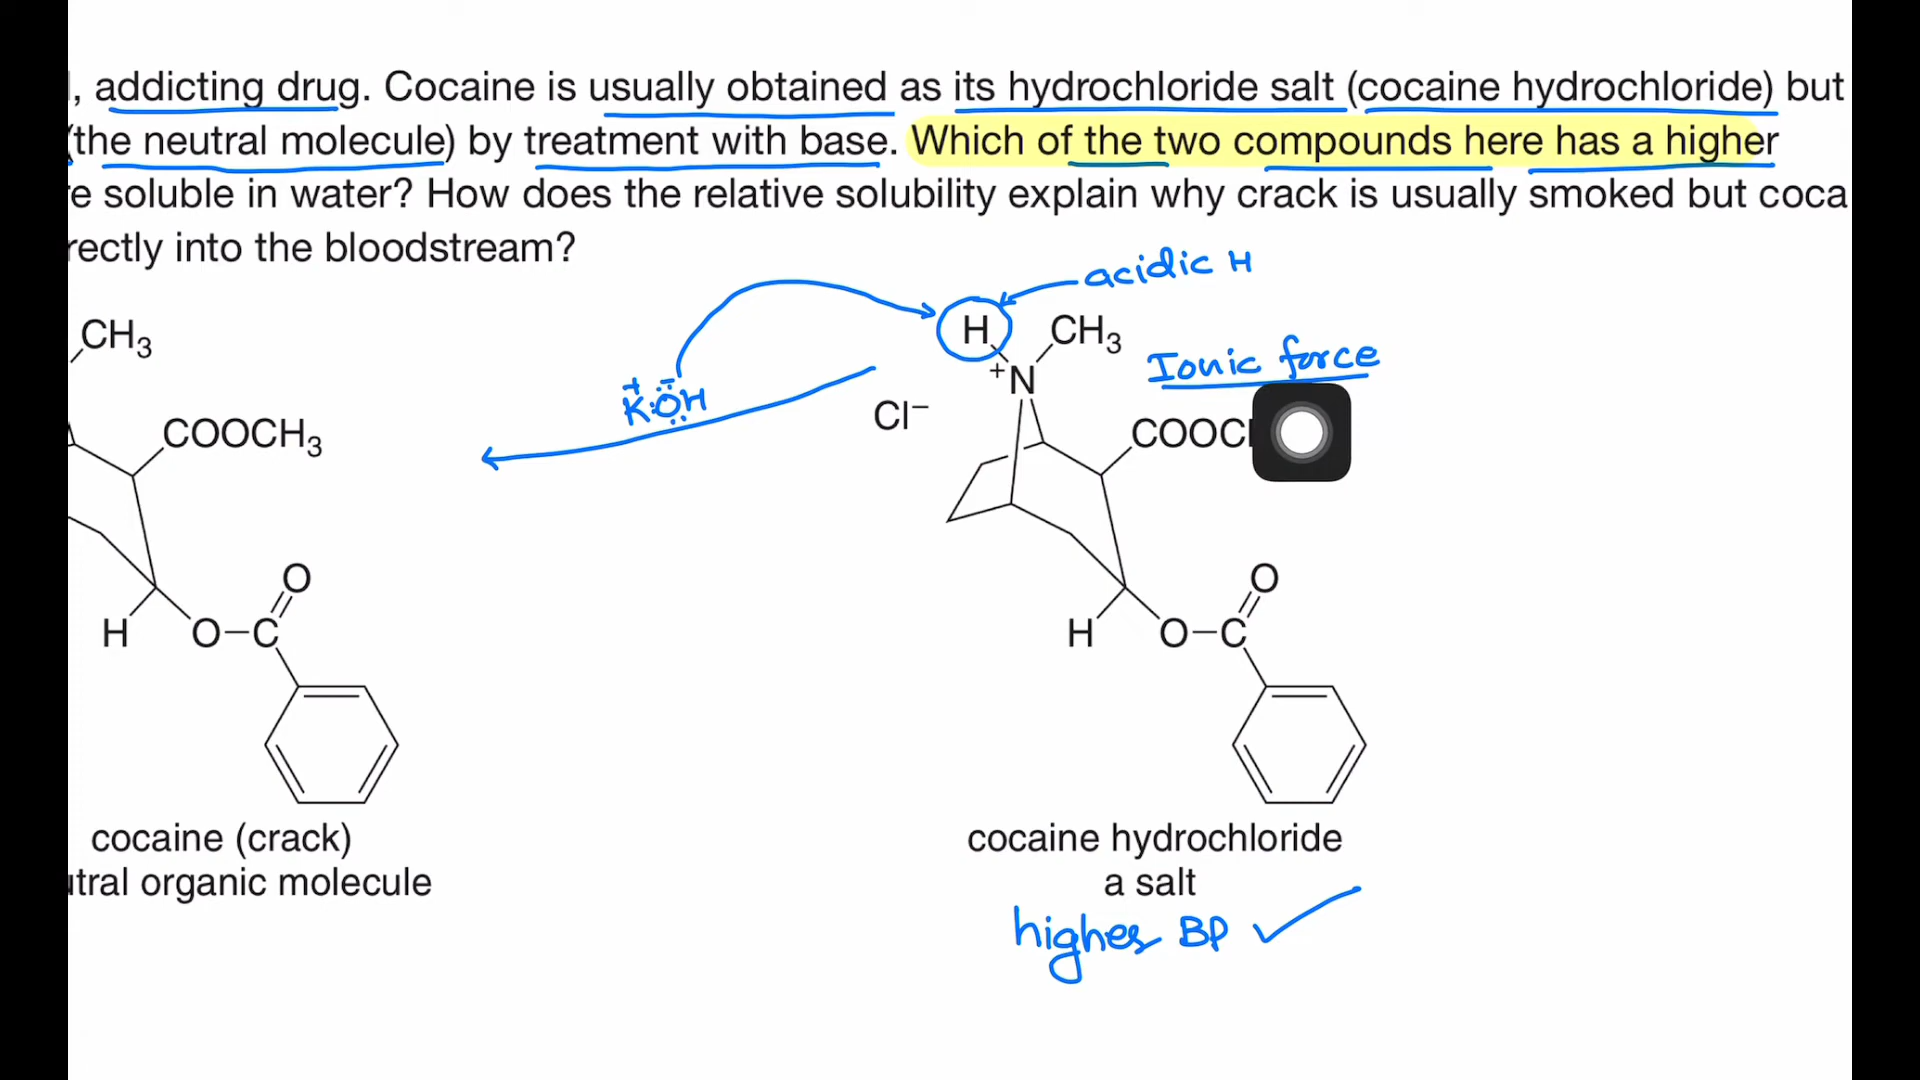 , addicting drug. Cocaine is usually obtained as its hydrochloride salt (cocaine hydrochloride) but
(the neutral molecule) by treatment with base. Which of the two compounds here has a higher
e soluble in water? How does the relative solubility explain why crack is usually smoked but coca
rectly into the bloodstream?
acidic H
H CH3
CH3
Ionic force
+N
K+ :ÖH-
Cl−
COOCH3
COOC
O
O
H O–C
H O–C
cocaine (crack)
cocaine hydrochloride
tral organic molecule
a salt
higher BP ✓